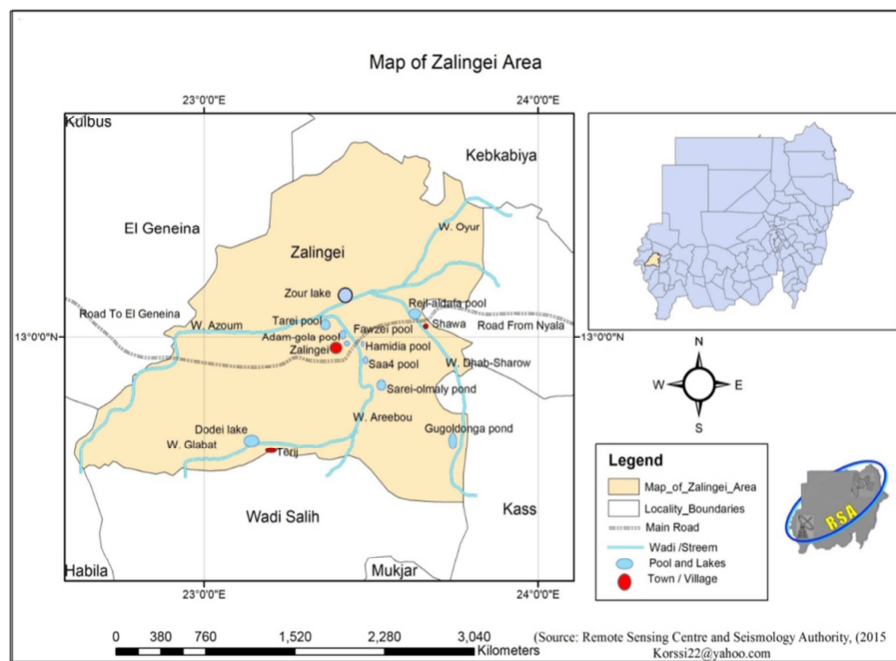 Map of Zalingei Area
23°0'0"E
24°0'0"E
Kulbus
Kebkabiya
El Geneina
W. Oyur
Zalingei
Zour lake
Rejl-aldafa pool
Road To El Geneina
Tarei pool
Shawa
W. Azoum
Fawzei pool
Road From Nyala
13°0'0"N
13°0'0"N
Adam-gola pool
Hamidia pool
Zalingei
Saa4 pool
W. Dhab-Sharow
Sarei-olmaly pond
W. Areebou
Dodei lake
Gugoldonga pond
W. Glabat
Terij
Wadi Salih
Kass
Habila
Mukjar
23°0'0"E
24°0'0"E
N
W
E
S
Legend
Map_of_Zalingei_Area
Locality_Boundaries
Main Road
Wadi /Streem
Pool and Lakes
Town / Village
RSA
0 380 760 1,520 2,280 3,040
Kilometers
(Source: Remote Sensing Centre and Seismology Authority, (2015
Korssi22@yahoo.com